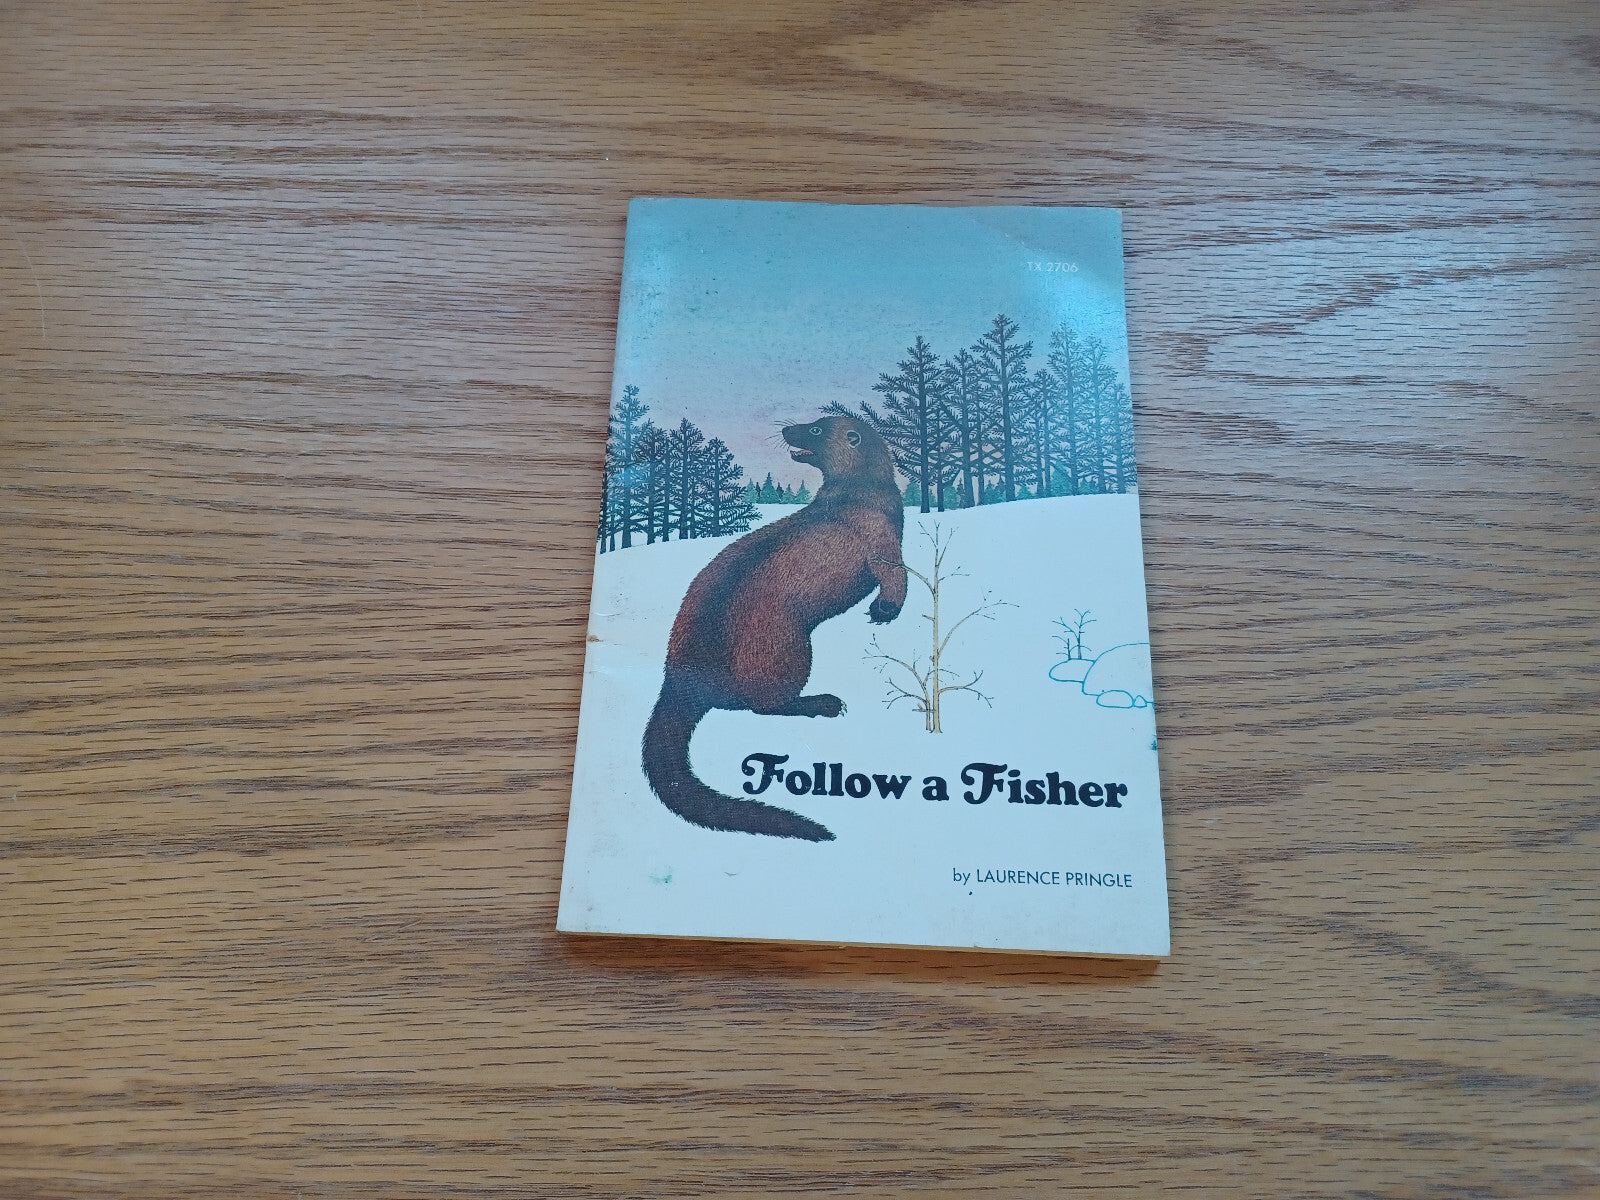 TX 2706
Follow a Fisher
by LAURENCE PRINGLE